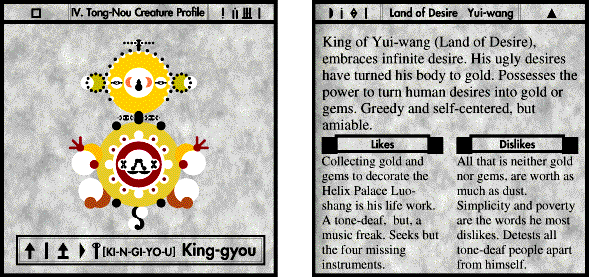 IV. Tong-Nou Creature Profile
[KI-N-GI-YO-U] King-gyou
Land of Desire Yui-wang
King of Yui-wang (Land of Desire),
embraces infinite desire. His ugly desires
have turned his body to gold. Possesses the
power to turn human desires into gold or
gems. Greedy and self-centered, but
amiable.
Likes
Collecting gold and
gems to decorate the
Helix Palace Luo-
shang is his life work.
A tone-deaf, but, a
music freak. Seeks but
the four missing
instruments.
Dislikes
All that is neither gold
nor gems, are worth as
much as dust.
Simplicity and poverty
are the words he most
dislikes. Detests all
tone-deaf people apart
from himself.